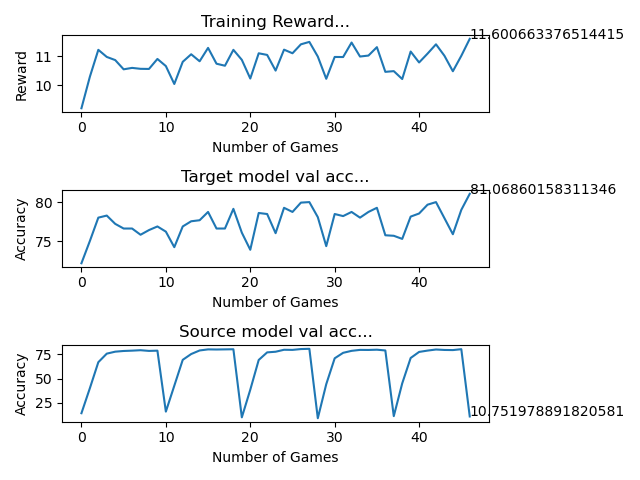 Training Reward...
11.600663376514415
Reward
11
10
0 10 20 30 40
Number of Games
Target model val acc...
81.06860158311346
Accuracy
80
75
0 10 20 30 40
Number of Games
Source model val acc...
Accuracy
75
50
25
10.751978891820581
0 10 20 30 40
Number of Games